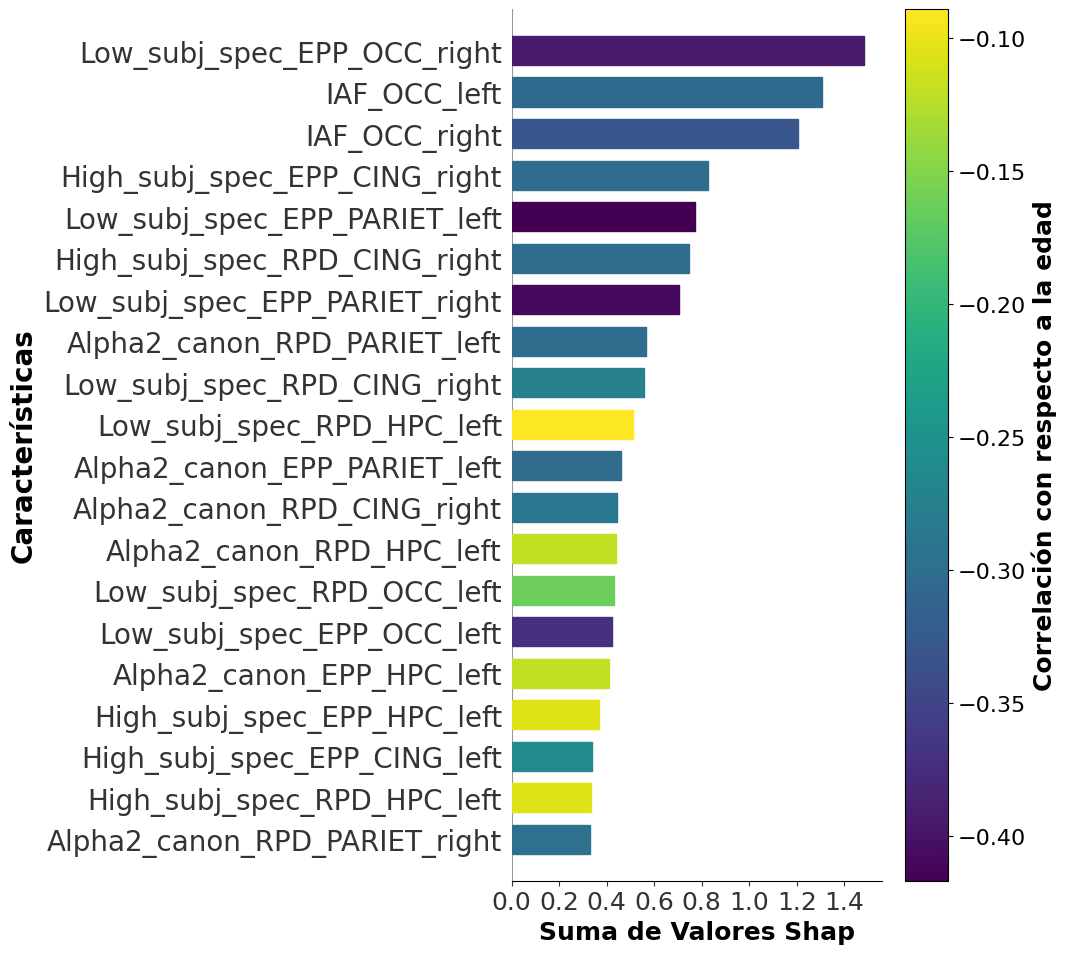 Características
Low_subj_spec_EPP_OCC_right
IAF_OCC_left
IAF_OCC_right
High_subj_spec_EPP_CING_right
Low_subj_spec_EPP_PARIET_left
High_subj_spec_RPD_CING_right
Low_subj_spec_EPP_PARIET_right
Alpha2_canon_RPD_PARIET_left
Low_subj_spec_RPD_CING_right
Low_subj_spec_RPD_HPC_left
Alpha2_canon_EPP_PARIET_left
Alpha2_canon_RPD_CING_right
Alpha2_canon_RPD_HPC_left
Low_subj_spec_RPD_OCC_left
Low_subj_spec_EPP_OCC_left
Alpha2_canon_EPP_HPC_left
High_subj_spec_EPP_HPC_left
High_subj_spec_EPP_CING_left
High_subj_spec_RPD_HPC_left
Alpha2_canon_RPD_PARIET_right
0.0 0.2 0.4 0.6 0.8 1.0 1.2 1.4
Suma de Valores Shap
−0.10
−0.15
−0.20
−0.25
−0.30
−0.35
−0.40
Correlación con respecto a la edad